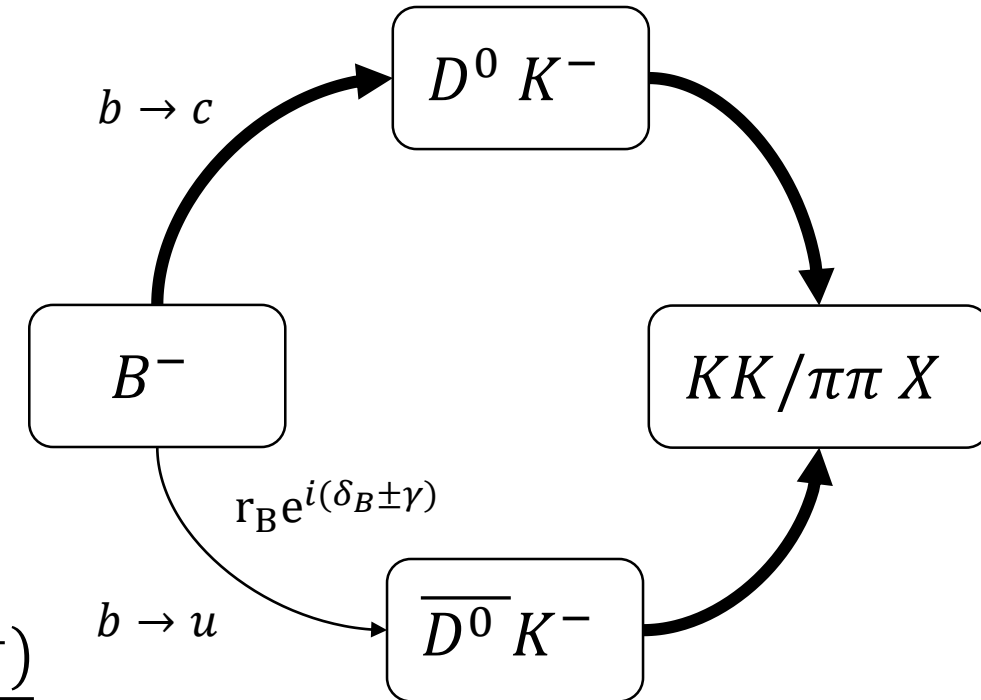 D⁰ K⁻
b → c
B⁻
KK/ππ X
r_B e^{i(δ_B±γ)}
b → u
D̅⁰ K⁻